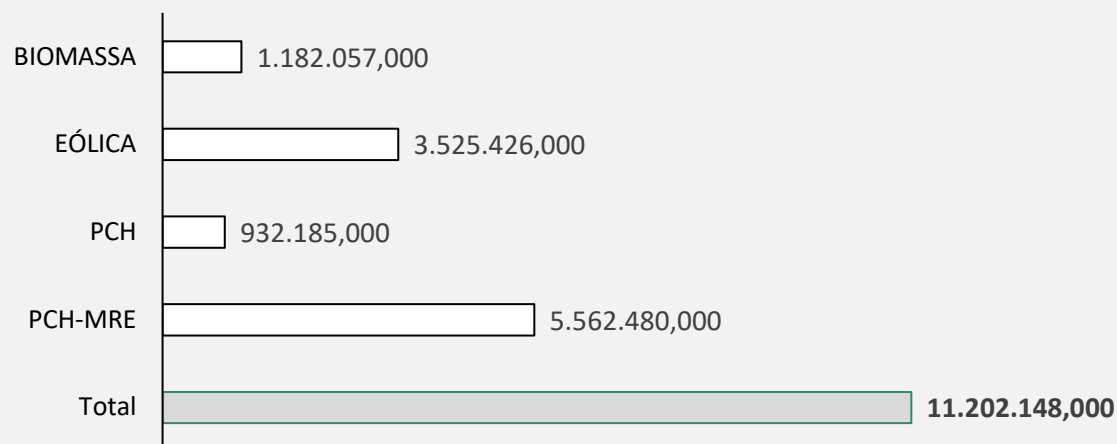 BIOMASSA 1.182.057,000
EÓLICA 3.525.426,000
PCH 932.185,000
PCH-MRE 5.562.480,000
Total 11.202.148,000